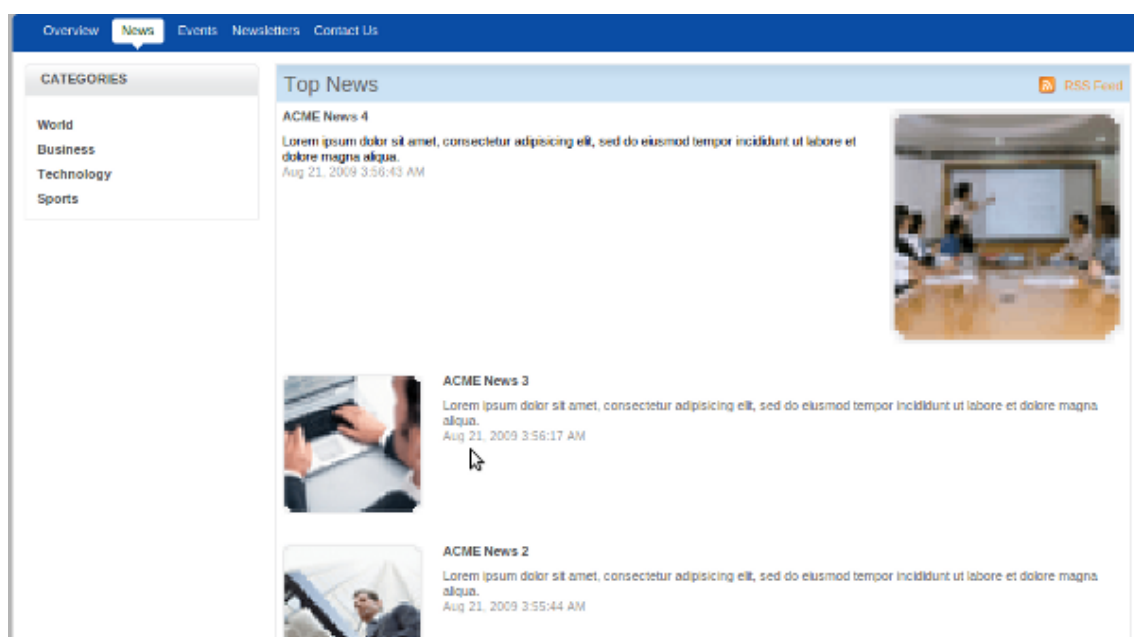 Overview News Events Newsletters Contact Us
CATEGORIES
World
Business
Technology
Sports
Top News
RSS Feed
ACME News 4
Lorem ipsum dolor sit amet, consectetur adipisicing elit, sed do eiusmod tempor incididunt ut labore et
dolore magna aliqua.
Aug 21, 2009 3:56:43 AM
ACME News 3
Lorem ipsum dolor sit amet, consectetur adipisicing elit, sed do eiusmod tempor incididunt ut labore et dolore magna
aliqua.
Aug 21, 2009 3:56:17 AM
ACME News 2
Lorem ipsum dolor sit amet, consectetur adipisicing elit, sed do eiusmod tempor incididunt ut labore et dolore magna
aliqua.
Aug 21, 2009 3:55:44 AM